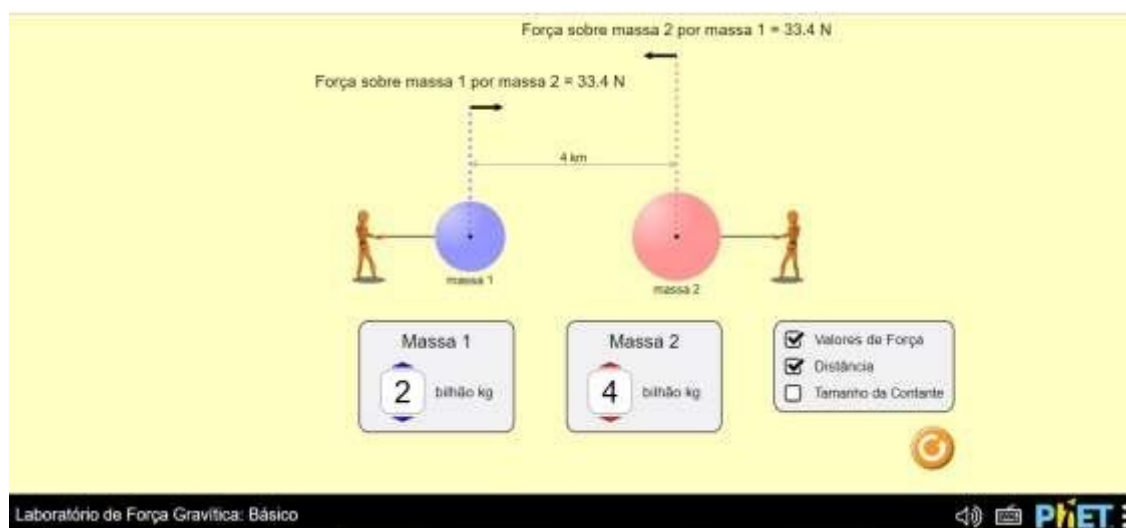 Força sobre massa 2 por massa 1 = 33.4 N
Força sobre massa 1 por massa 2 = 33.4 N
4 km
massa 1
massa 2
Massa 1
2 bilhão kg
Massa 2
4 bilhão kg
Valores de Força
Distância
Tamanho da Contante
Laboratório de Força Gravítica: Básico
PhET